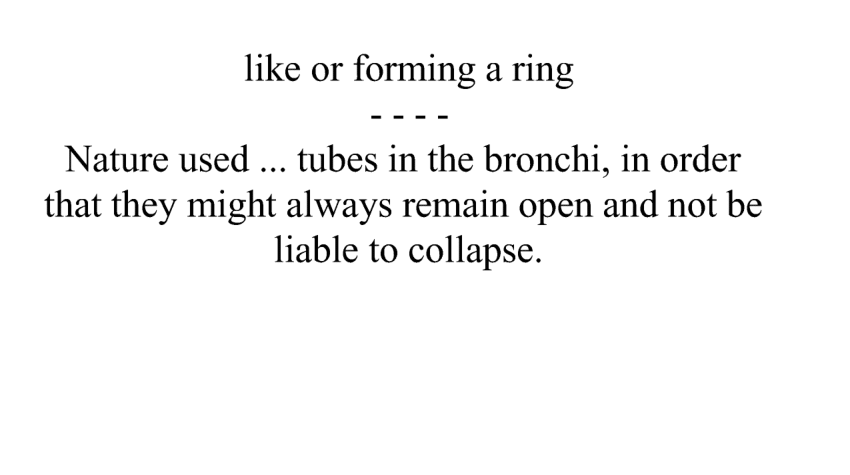 like or forming a ring
- - - -
Nature used ... tubes in the bronchi, in order
that they might always remain open and not be
liable to collapse.